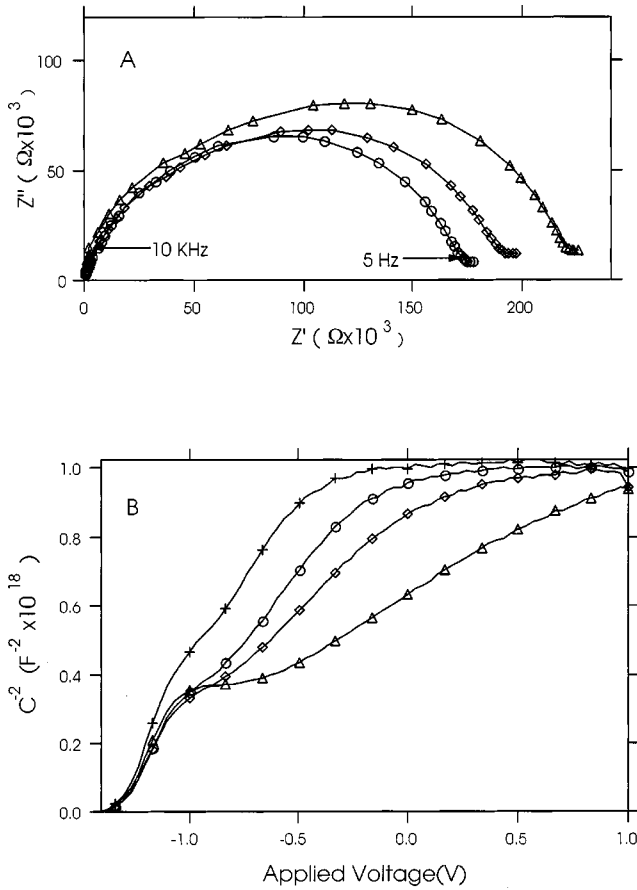 A
100
50
0
Z" (Ωx10³)
10 KHz
5 Hz
0 50 100 150 200
Z' (Ωx10³)
B
1.0
0.8
0.6
0.4
0.2
0.0
C⁻² (F⁻² x10¹⁸)
-1.0 -0.5 0.0 0.5 1.0
Applied Voltage(V)